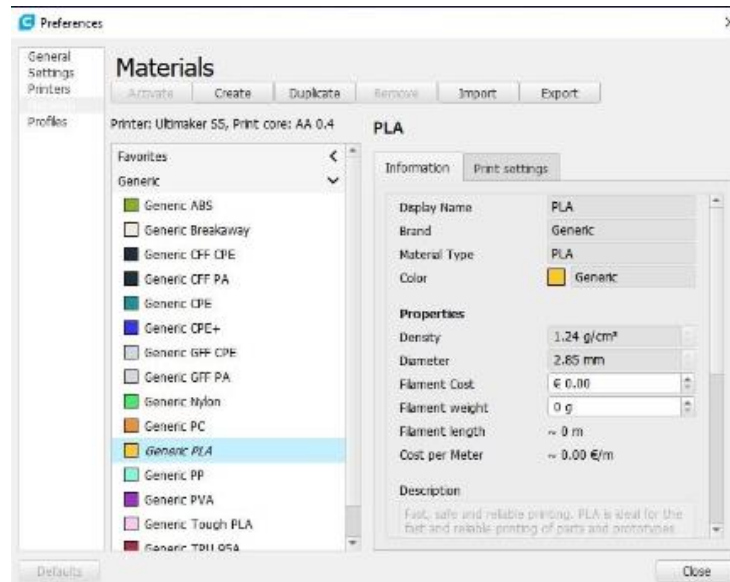 Preferences
General
Settings
Printers
Materials
Profiles
Materials
Activate Create Duplicate Remove Import Export
Printer: Ultimaker S5, Print core: AA 0.4
Favorites
Generic
Generic ABS
Generic Breakaway
Generic CFF CPE
Generic CFF PA
Generic CPE
Generic CPE+
Generic GFF CPE
Generic GFF PA
Generic Nylon
Generic PC
Generic PLA
Generic PP
Generic PVA
Generic Tough PLA
Generic TPU 95A
PLA
Information Print settings
Display Name PLA
Brand Generic
Material Type PLA
Color Generic
Properties
Density 1.24 g/cm³
Diameter 2.85 mm
Filament Cost € 0.00
Filament weight 0 g
Filament length ~ 0 m
Cost per Meter ~ 0.00 €/m
Description
Fast, safe and reliable printing. PLA is ideal for the
fast and reliable printing of parts and prototypes
Defaults Close